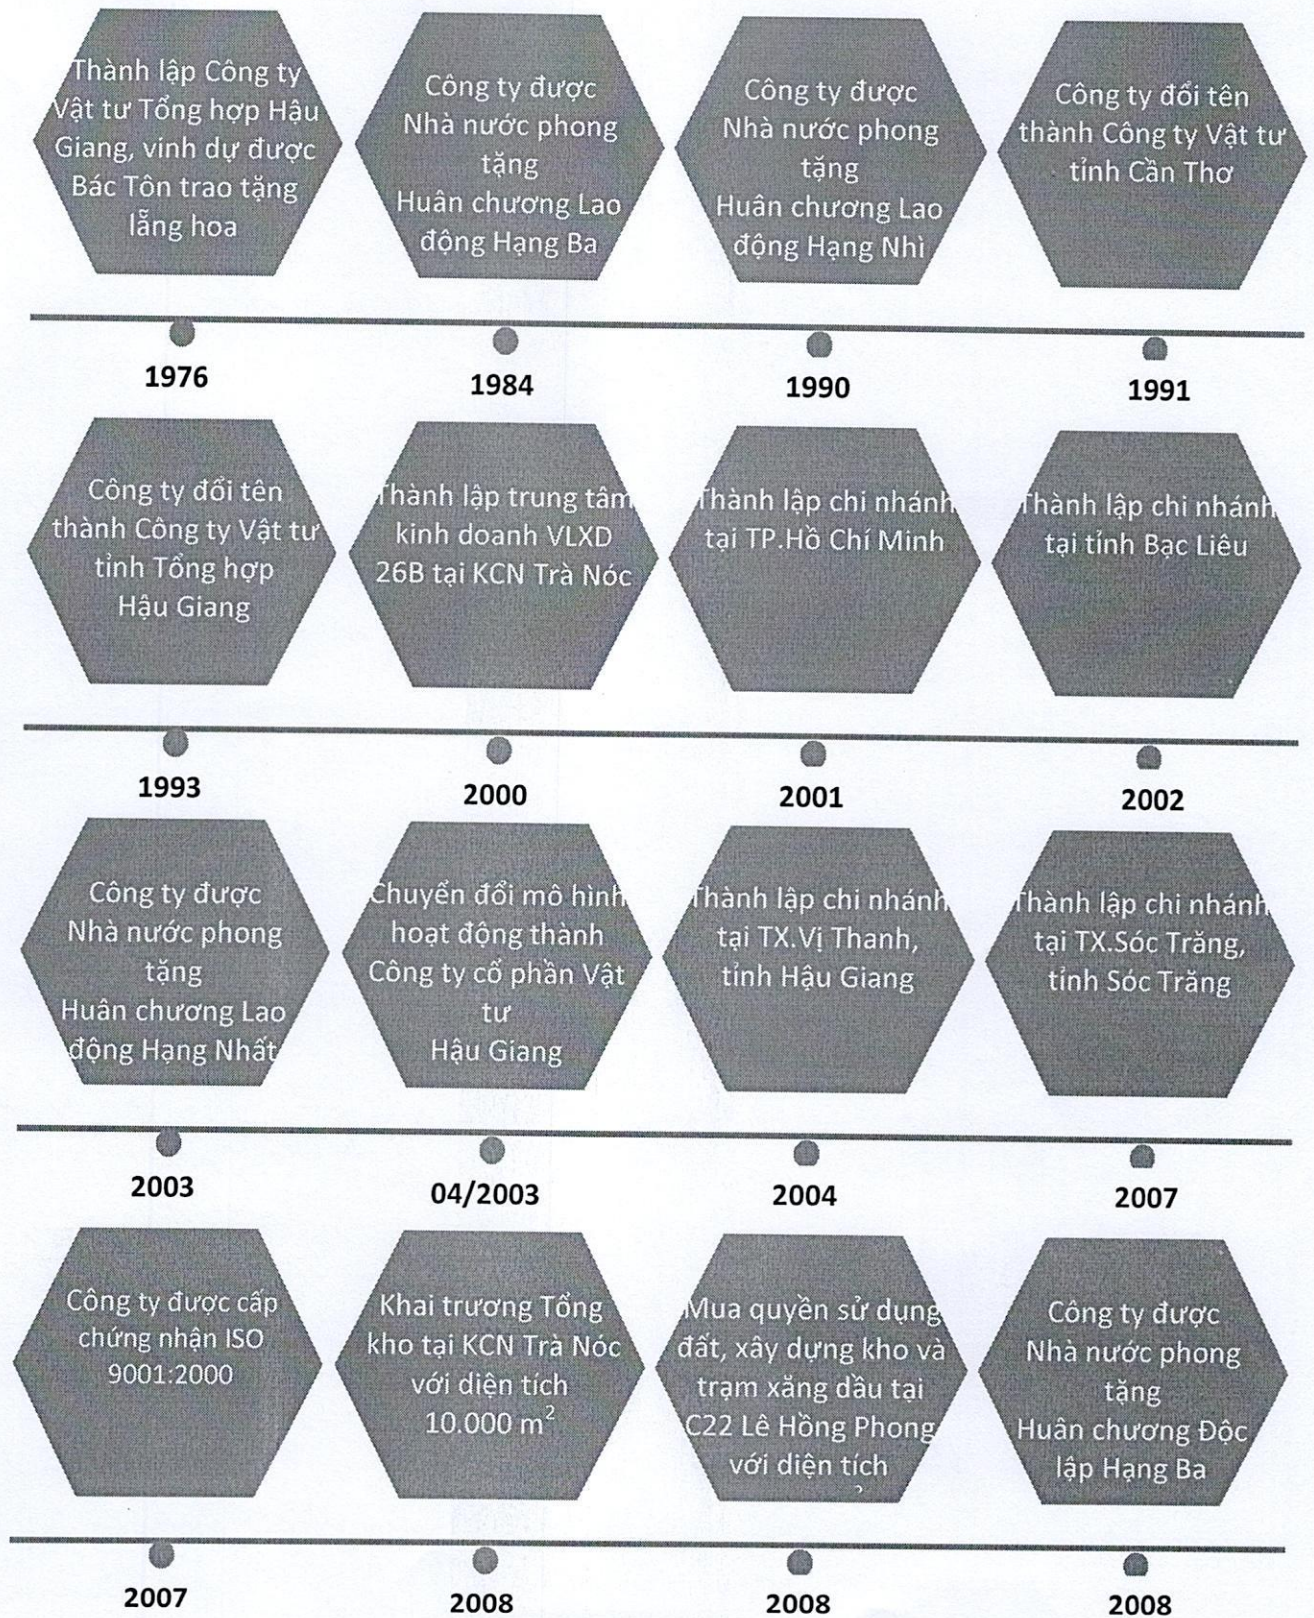 Thành lập Công ty
Vật tư Tổng hợp Hậu
Giang, vinh dự được
Bác Tôn trao tặng
lẵng hoa
Công ty được
Nhà nước phong
tặng
Huân chương Lao
động Hạng Ba
Công ty được
Nhà nước phong
tặng
Huân chương Lao
động Hạng Nhì
Công ty đổi tên
thành Công ty Vật tư
tỉnh Cần Thơ
1976
1984
1990
1991
Công ty đổi tên
thành Công ty Vật tư
tỉnh Tổng hợp
Hậu Giang
Thành lập trung tâm
kinh doanh VLXD
26B tại KCN Trà Nóc
Thành lập chi nhánh
tại TP.Hồ Chí Minh
Thành lập chi nhánh
tại tỉnh Bạc Liêu
1993
2000
2001
2002
Công ty được
Nhà nước phong
tặng
Huân chương Lao
động Hạng Nhất
Chuyển đổi mô hình
hoạt động thành
Công ty cổ phần Vật
tư
Hậu Giang
Thành lập chi nhánh
tại TX.Vị Thanh,
tỉnh Hậu Giang
Thành lập chi nhánh
tại TX.Sóc Trăng,
tỉnh Sóc Trăng
2003
04/2003
2004
2007
Công ty được cấp
chứng nhận ISO
9001:2000
Khai trương Tổng
kho tại KCN Trà Nóc
với diện tích
10.000 m²
Mua quyền sử dụng
đất, xây dựng kho và
trạm xăng dầu tại
C22 Lê Hồng Phong
với diện tích
Công ty được
Nhà nước phong
tặng
Huân chương Độc
lập Hạng Ba
2007
2008
2008
2008